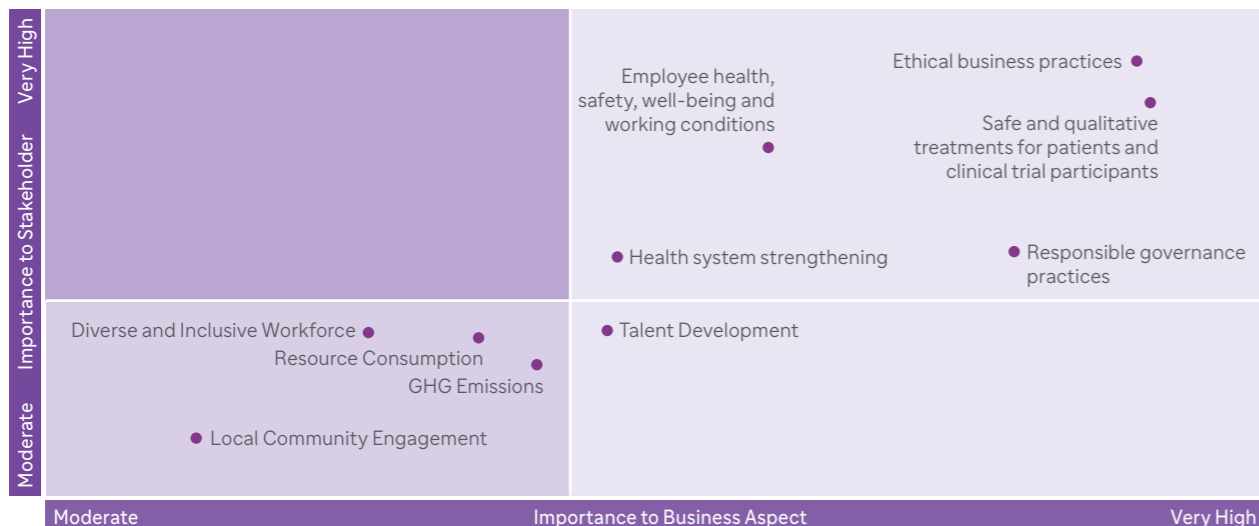 Very High
Importance to Stakeholder
Moderate
Employee health,
safety, well-being and
working conditions
Ethical business practices
Safe and qualitative
treatments for patients and
clinical trial participants
Health system strengthening
Responsible governance
practices
Diverse and Inclusive Workforce
Resource Consumption
GHG Emissions
Talent Development
Local Community Engagement
Moderate
Importance to Business Aspect
Very High